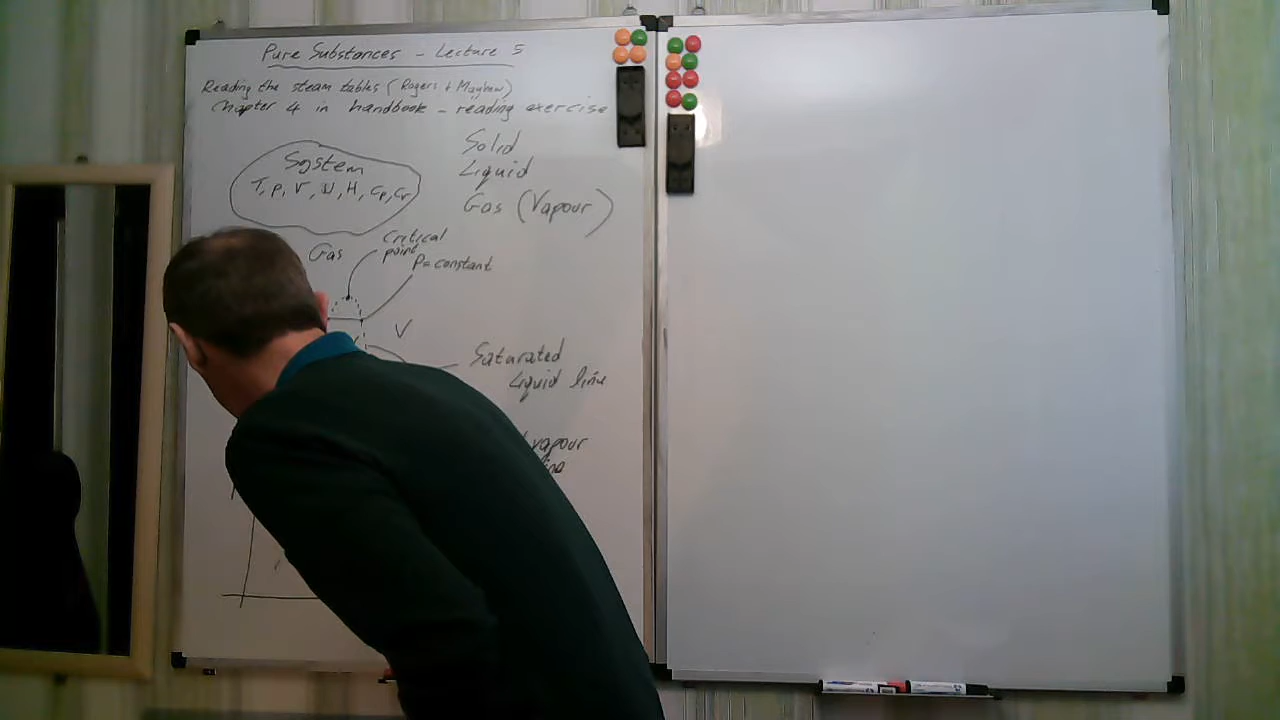 Pure Substances - Lecture 5
Reading the steam tables (Rogers + Mayhew)
Chapter 4 in handbook - reading exercise
System
T, P, V, U, H, Cp, Cv
Solid
Liquid
Gas (Vapour)
Gas
Critical
point
P=constant
V
Saturated
Liquid line
vapour
line